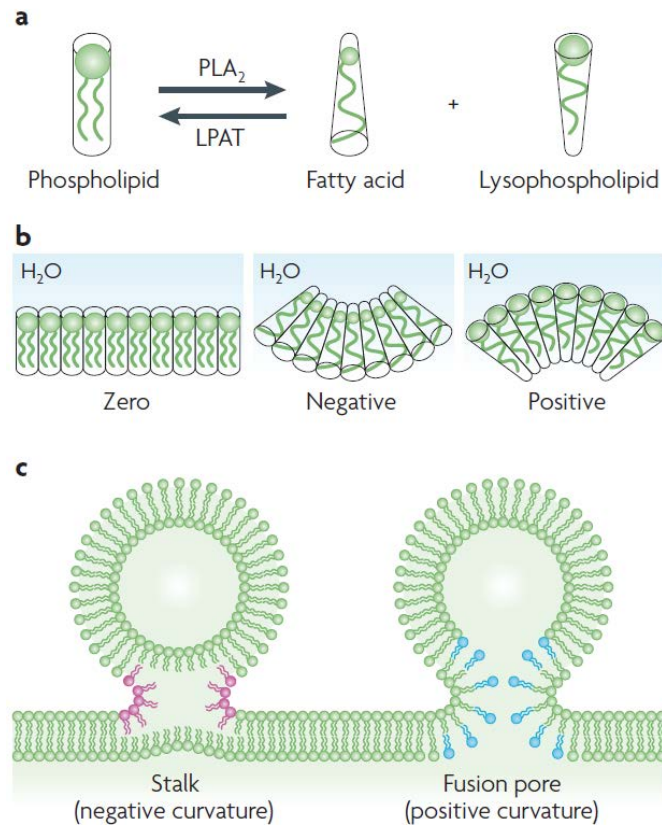 a
PLA₂
LPAT
+
Phospholipid
Fatty acid
Lysophospholipid
b
H₂O
H₂O
H₂O
Zero
Negative
Positive
c
Stalk
(negative curvature)
Fusion pore
(positive curvature)